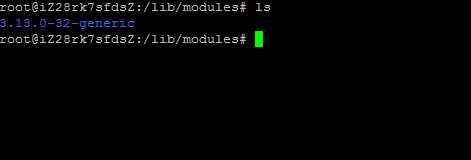 root@iZ28rk7sfdsZ:/lib/modules# ls
3.13.0-32-generic
root@iZ28rk7sfdsZ:/lib/modules#